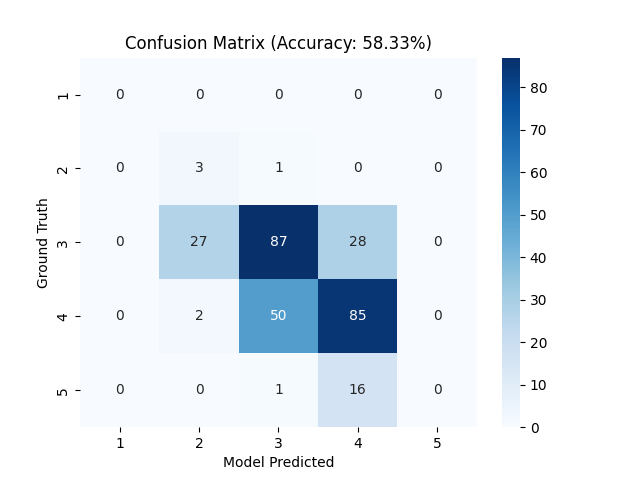 Confusion Matrix (Accuracy: 58.33%)
Ground Truth
1 0 0 0 0 0
2 0 3 1 0 0
3 0 27 87 28 0
4 0 2 50 85 0
5 0 0 1 16 0
1 2 3 4 5
Model Predicted
80
70
60
50
40
30
20
10
0